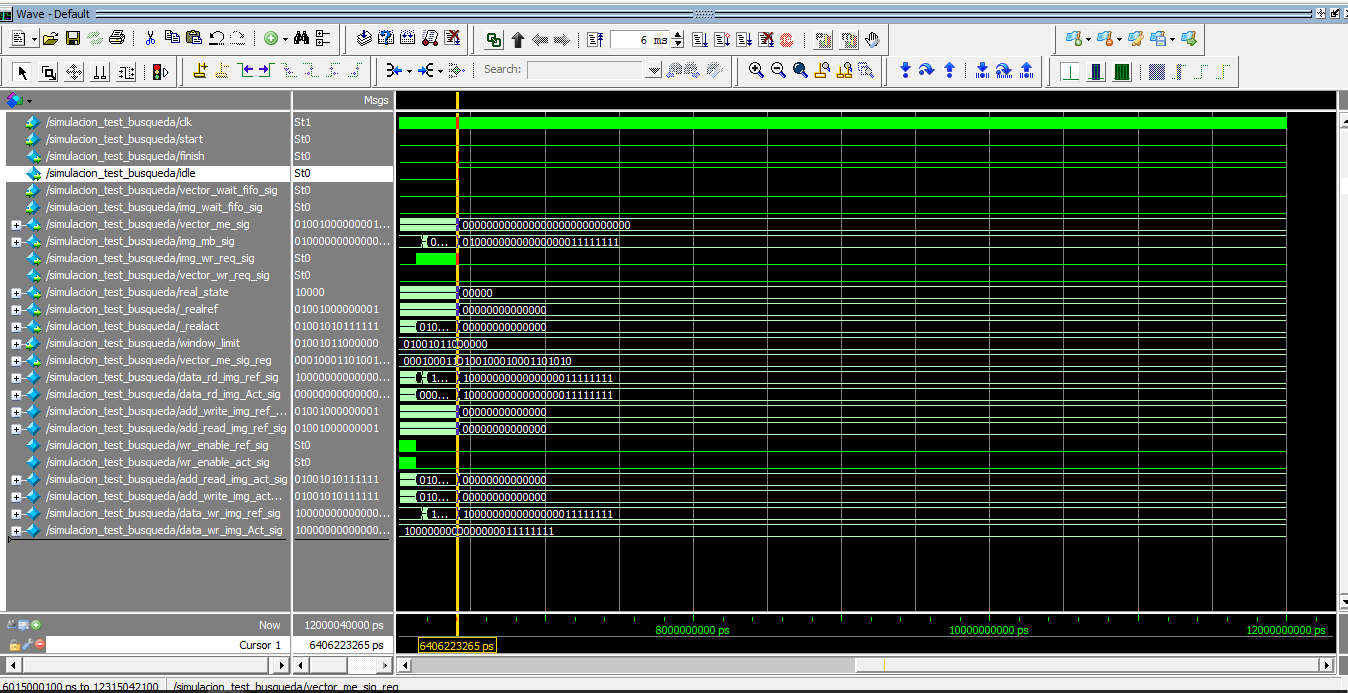 Wave - Default
6 ms
Search:
Msgs
/simulacion_test_busqueda/clk St1
/simulacion_test_busqueda/start St0
/simulacion_test_busqueda/finish St0
/simulacion_test_busqueda/idle St0
/simulacion_test_busqueda/vector_wait_fifo_sig St0
/simulacion_test_busqueda/img_wait_fifo_sig St0
/simulacion_test_busqueda/vector_me_sig 01001000000001... 00000000000000000000000000000
/simulacion_test_busqueda/img_mb_sig 01000000000000... 0... 01000000000000000011111111
/simulacion_test_busqueda/img_wr_req_sig St0
/simulacion_test_busqueda/vector_wr_req_sig St0
/simulacion_test_busqueda/real_state 10000 00000
/simulacion_test_busqueda/_realref 01001000000001 00000000000000
/simulacion_test_busqueda/_realact 01001010111111 010... 00000000000000
/simulacion_test_busqueda/window_limit 01001011000000 01001011000000
/simulacion_test_busqueda/vector_me_sig_reg 00010001101001... 0001000110100100010001101010
/simulacion_test_busqueda/data_rd_img_ref_sig 10000000000000... 1... 1000000000000000011111111
/simulacion_test_busqueda/data_rd_img_Act_sig 00000000000000... 000... 1000000000000000011111111
/simulacion_test_busqueda/add_write_img_ref_... 01001000000001 00000000000000
/simulacion_test_busqueda/add_read_img_ref_sig 01001000000001 00000000000000
/simulacion_test_busqueda/wr_enable_ref_sig St0
/simulacion_test_busqueda/wr_enable_act_sig St0
/simulacion_test_busqueda/add_read_img_act_sig 01001010111111 010... 00000000000000
/simulacion_test_busqueda/add_write_img_act... 01001010111111 010... 00000000000000
/simulacion_test_busqueda/data_wr_img_ref_sig 10000000000000... 1... 1000000000000000011111111
/simulacion_test_busqueda/data_wr_img_Act_sig 10000000000000... 1000000000000000011111111
Now 12000040000 ps 8000000000 ps 10000000000 ps 12000000000 ps
Cursor 1 6406223265 ps 6406223265 ps
6015000100 ps to 12315042100 /simulacion_test_busqueda/vector_me_sig_reg